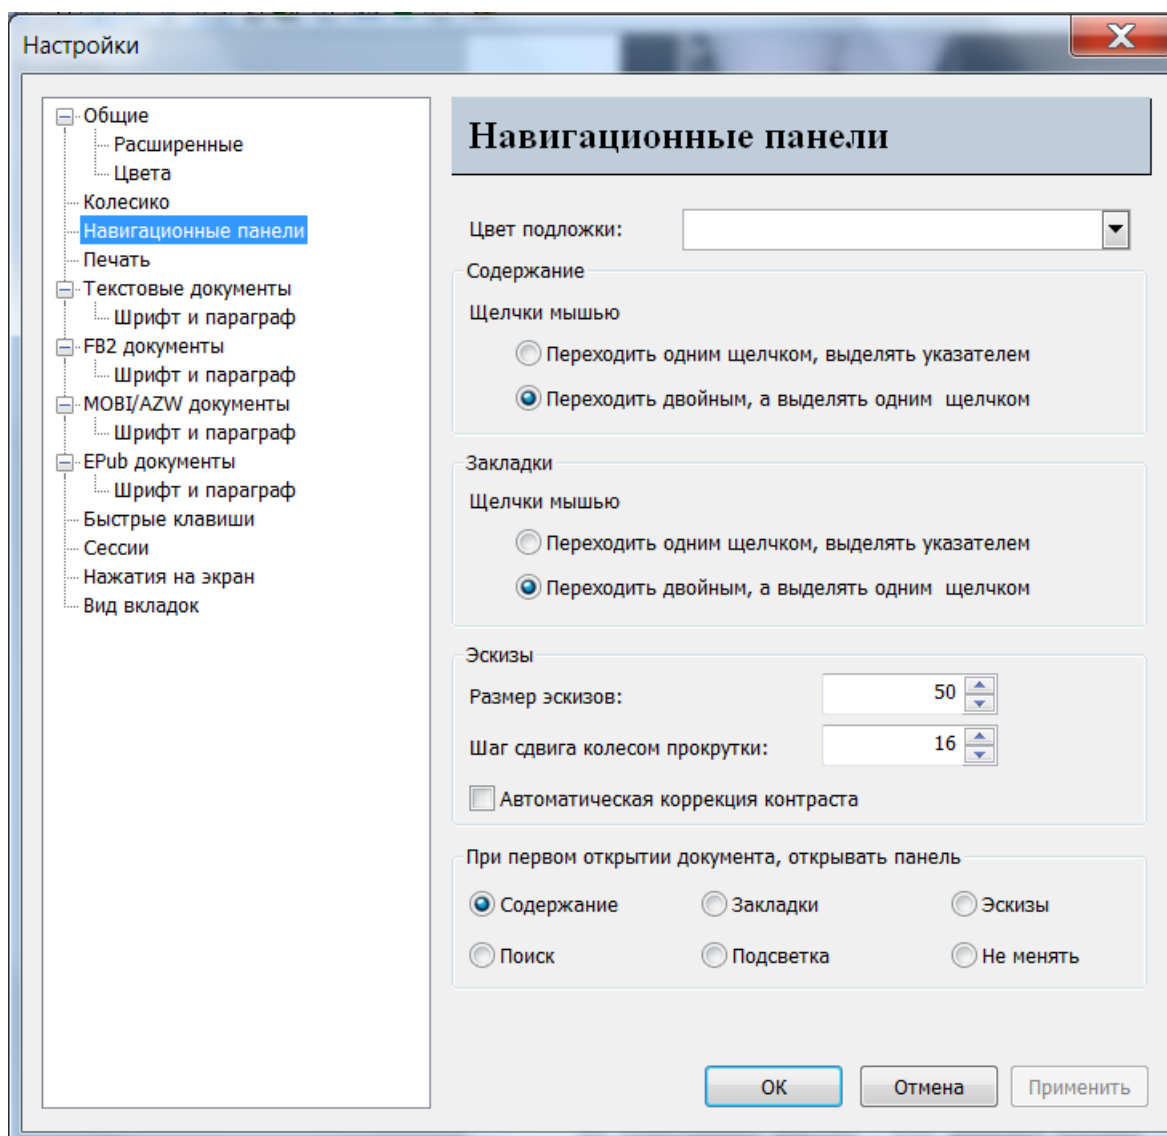 Настройки
Общие
Расширенные
Цвета
Колесико
Навигационные панели
Печать
Текстовые документы
Шрифт и параграф
FB2 документы
Шрифт и параграф
MOBI/AZW документы
Шрифт и параграф
EPub документы
Шрифт и параграф
Быстрые клавиши
Сессии
Нажатия на экран
Вид вкладок
Навигационные панели
Цвет подложки:
Содержание
Щелчки мышью
Переходить одним щелчком, выделять указателем
Переходить двойным, а выделять одним  щелчком
Закладки
Щелчки мышью
Переходить одним щелчком, выделять указателем
Переходить двойным, а выделять одним  щелчком
Эскизы
Размер эскизов: 50
Шаг сдвига колесом прокрутки: 16
Автоматическая коррекция контраста
При первом открытии документа, открывать панель
Содержание Закладки Эскизы
Поиск Подсветка Не менять
ОК Отмена Применить